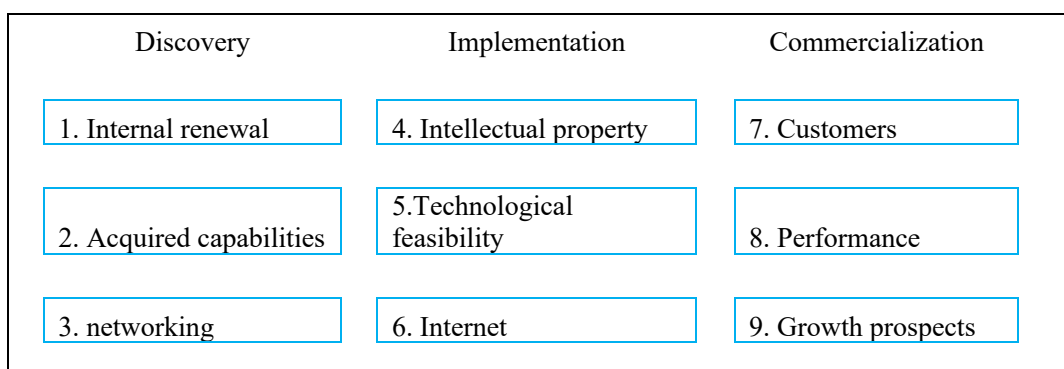 Discovery Implementation Commercialization
1. Internal renewal 4. Intellectual property 7. Customers
2. Acquired capabilities 5.Technological feasibility 8. Performance
3. networking 6. Internet 9. Growth prospects